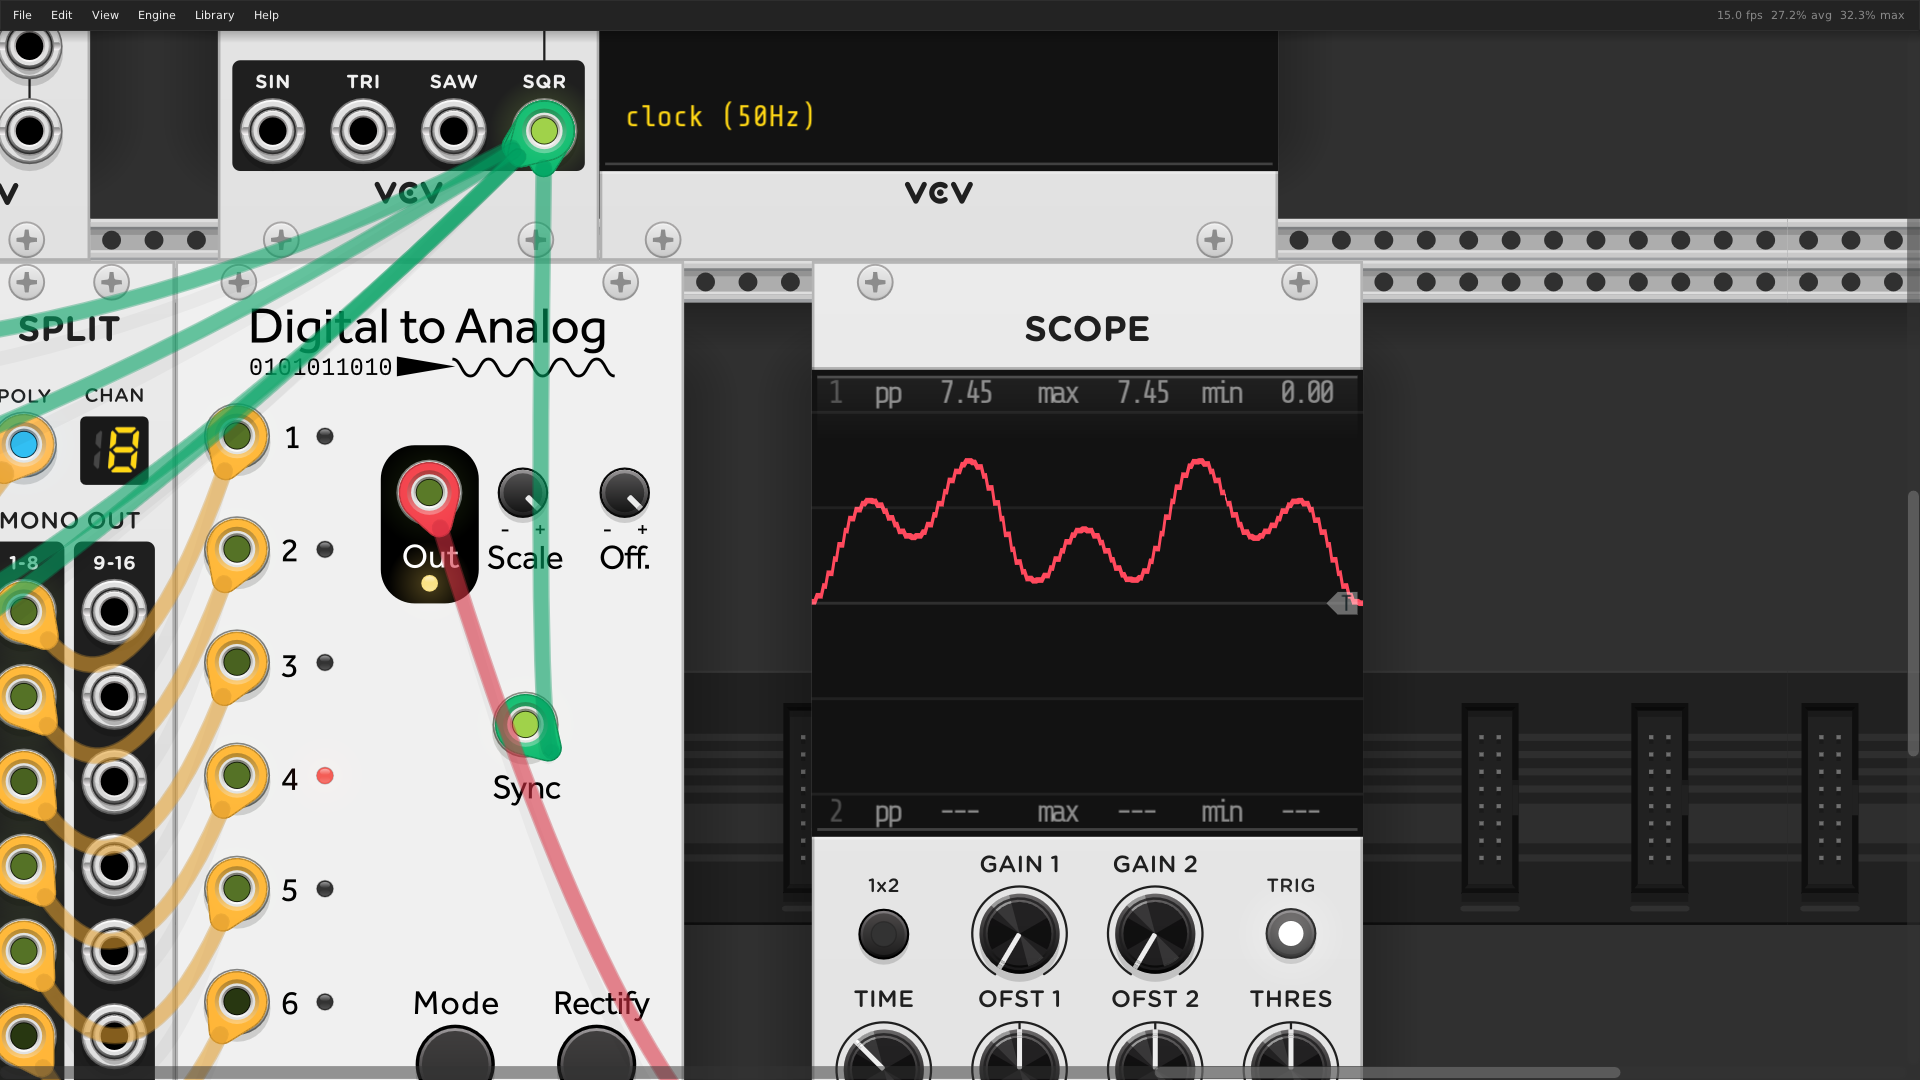 File Edit View Engine Library Help
15.0 fps 27.2% avg 32.3% max
SIN TRI SAW SQR
clock (50Hz)
V
VCV
VCV
SPLIT
Digital to Analog
SCOPE
0101011010
POLY CHAN
8
1 pp 7.45 max 7.45 min 0.00
1
2
3
4
5
6
MONO OUT
1-8 9-16
Out
- +
Scale
- +
Off.
T
Sync
2 pp --- max --- min ---
Mode
Rectify
GAIN 1 GAIN 2
1x2
TRIG
TIME OFST 1 OFST 2 THRES